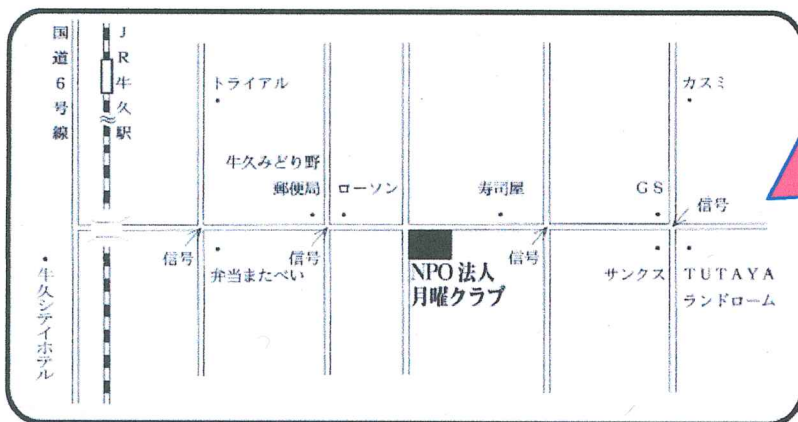 国道6号線
JR牛久駅
トライアル
カスミ
牛久みどり野
郵便局
ローソン
寿司屋
GS
信号
信号
信号
信号
弁当またべい
NPO法人
月曜クラブ
サンクス
TUTAYA
ランドローム
牛久シテイホテル